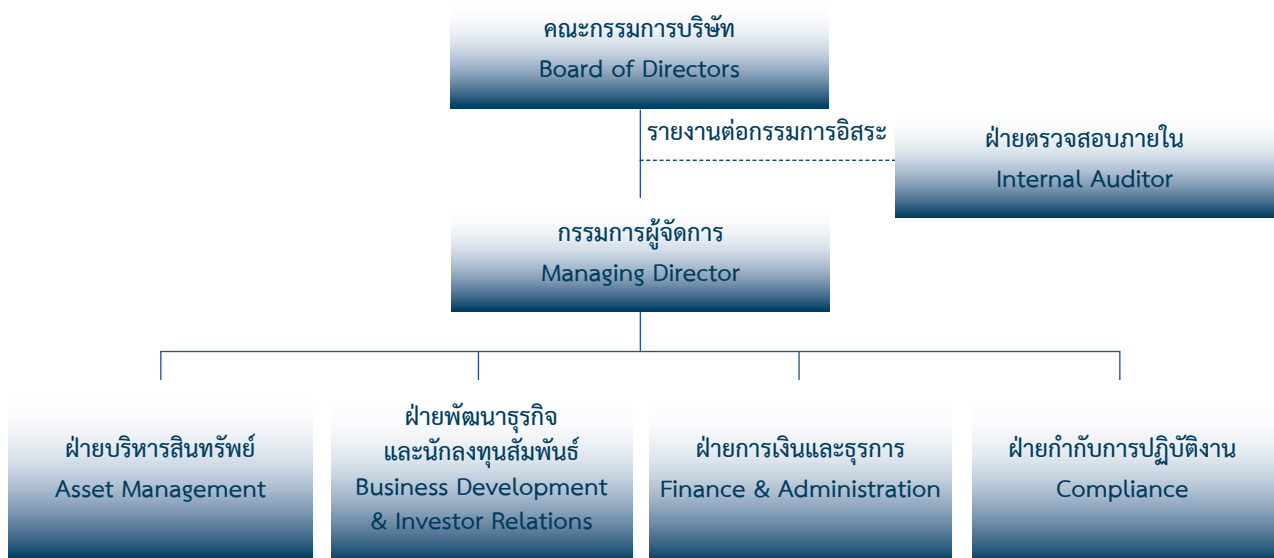 คณะกรรมการบริษัท
Board of Directors
รายงานต่อกรรมการอิสระ
ฝ่ายตรวจสอบภายใน
Internal Auditor
กรรมการผู้จัดการ
Managing Director
ฝ่ายบริหารสินทรัพย์
Asset Management
ฝ่ายพัฒนาธุรกิจ
และนักลงทุนสัมพันธ์
Business Development
& Investor Relations
ฝ่ายการเงินและธุรการ
Finance & Administration
ฝ่ายกำกับการปฏิบัติงาน
Compliance